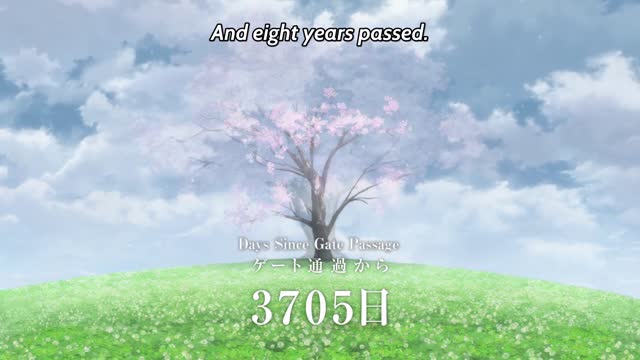 And eight years passed.
Days Since Gate Passage
ゲート通過から
3705日